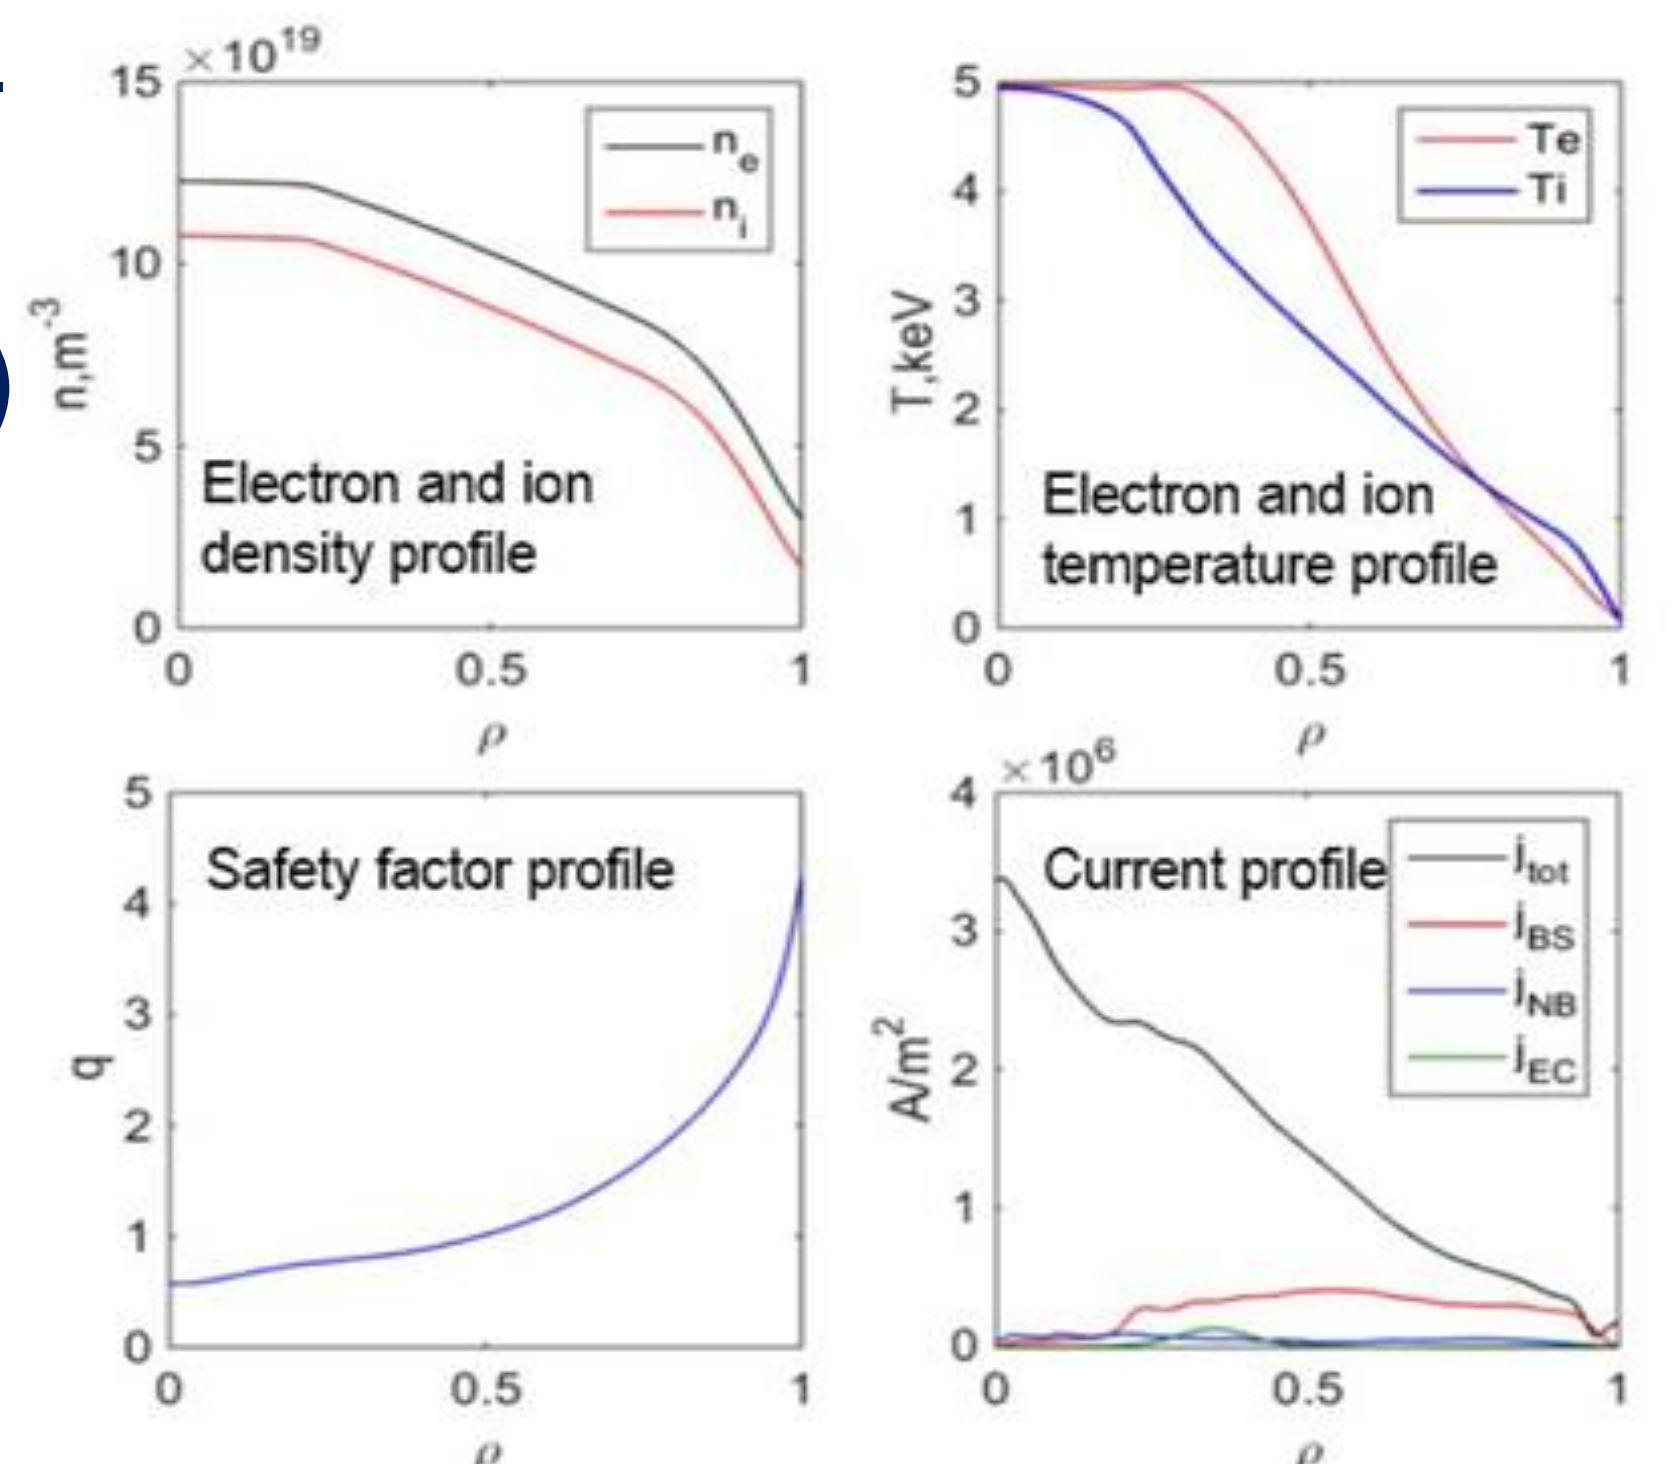 ×10^19
15
10
5
0
n,m^-3
n_e
n_i
Electron and ion
density profile
0 0.5 1
ρ
5
4
3
2
1
0
T,keV
Te
Ti
Electron and ion
temperature profile
0 0.5 1
ρ
5
4
3
2
1
0
q
Safety factor profile
0 0.5 1
ρ
×10^6
4
3
2
1
0
A/m^2
Current profile
j_tot
j_BS
j_NB
j_EC
0 0.5 1
ρ